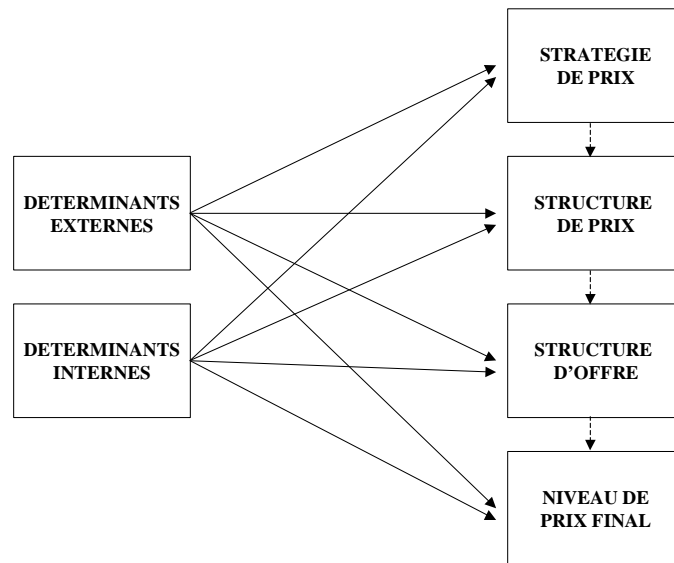 STRATEGIE
DE PRIX
DETERMINANTS
EXTERNES
STRUCTURE
DE PRIX
DETERMINANTS
INTERNES
STRUCTURE
D’OFFRE
NIVEAU DE
PRIX FINAL